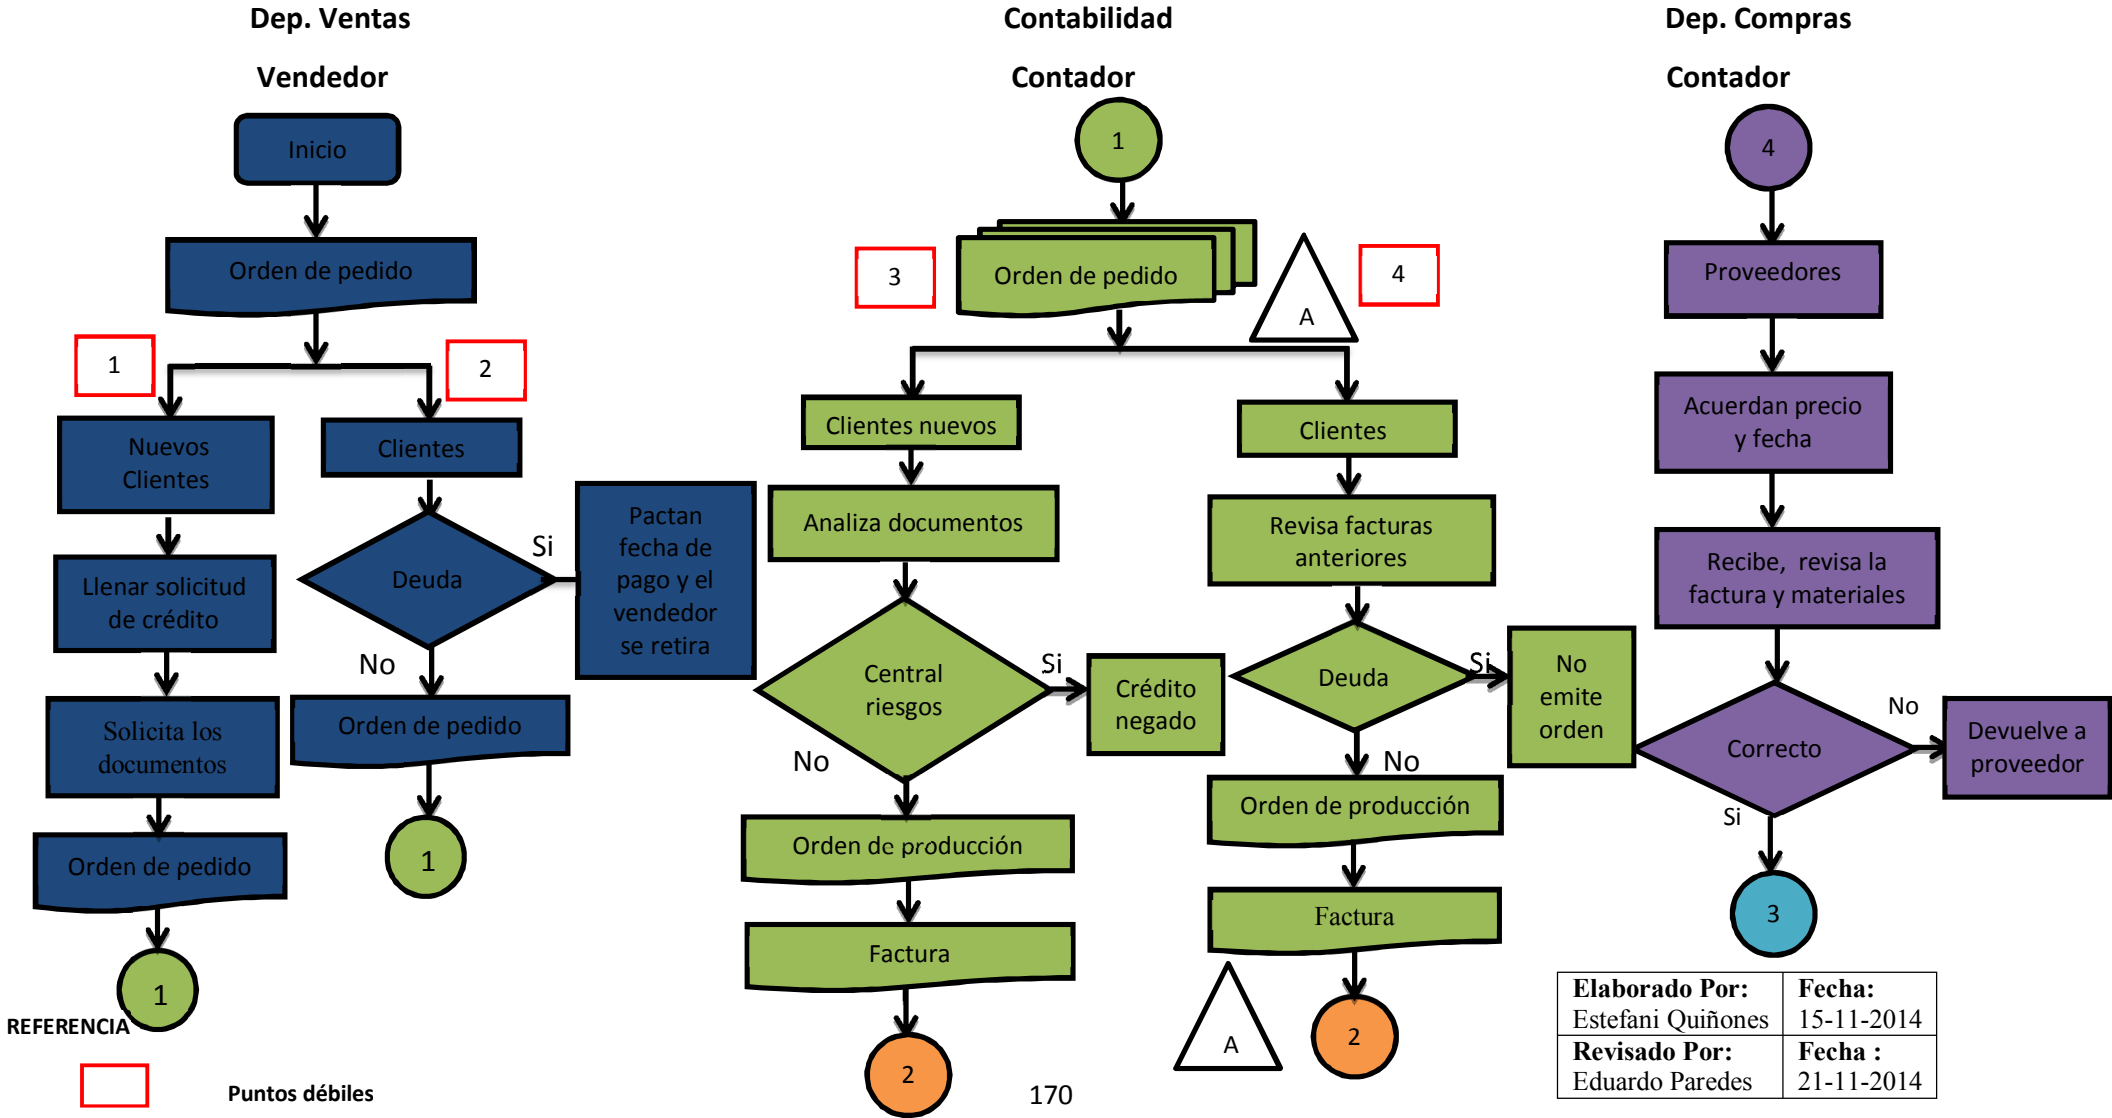 Dep. Ventas
Vendedor
Inicio
Orden de pedido
1
2
Nuevos
Clientes
Clientes
Llenar solicitud
de crédito
Deuda
Si
Pactan
fecha de
pago y el
vendedor
se retira
No
Solicita los
documentos
Orden de pedido
Orden de pedido
1
1
REFERENCIA
Puntos débiles
Contabilidad
Contador
1
3
Orden de pedido
A
4
Clientes nuevos
Clientes
Analiza documentos
Revisa facturas
anteriores
Central
riesgos
Si
Crédito
negado
No
Deuda
Si
No
emite
orden
No
Orden de producción
Orden de producción
Factura
Factura
2
A
2
170
Dep. Compras
Contador
4
Proveedores
Acuerdan precio
y fecha
Recibe, revisa la
factura y materiales
Correcto
No
Devuelve a
proveedor
Si
3
Elaborado Por:
Estefani Quiñones
Fecha:
15-11-2014
Revisado Por:
Eduardo Paredes
Fecha :
21-11-2014